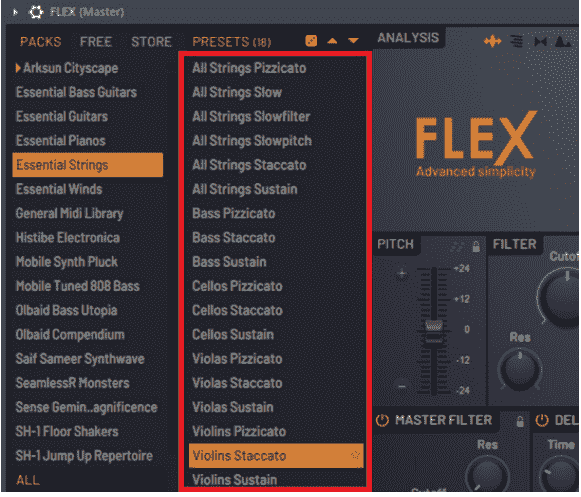 FLEX (Master)
PACKS FREE STORE
Arksun Cityscape
Essential Bass Guitars
Essential Guitars
Essential Pianos
Essential Strings
Essential Winds
General Midi Library
Histibe Electronica
Mobile Synth Pluck
Mobile Tuned 808 Bass
Olbaid Bass Utopia
Olbaid Compendium
Saif Sameer Synthwave
SeamlessR Monsters
Sense Gemin..agnificence
SH-1 Floor Shakers
SH-1 Jump Up Repertoire
ALL
PRESETS (18)
All Strings Pizzicato
All Strings Slow
All Strings Slowfilter
All Strings Slowpitch
All Strings Staccato
All Strings Sustain
Bass Pizzicato
Bass Staccato
Bass Sustain
Cellos Pizzicato
Cellos Staccato
Cellos Sustain
Violas Pizzicato
Violas Staccato
Violas Sustain
Violins Pizzicato
Violins Staccato
Violins Sustain
ANALYSIS
FLEX
Advanced simplicity
PITCH
+24
+12
0
-12
-24
FILTER
Cutof
Res
MASTER FILTER
Res
DEL
Time